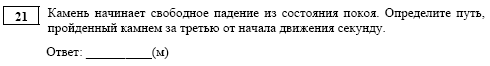 21 Камень начинает свободное падение из состояния покоя. Определите путь,
пройденный камнем за третью от начала движения секунду.
Ответ: __________(м)